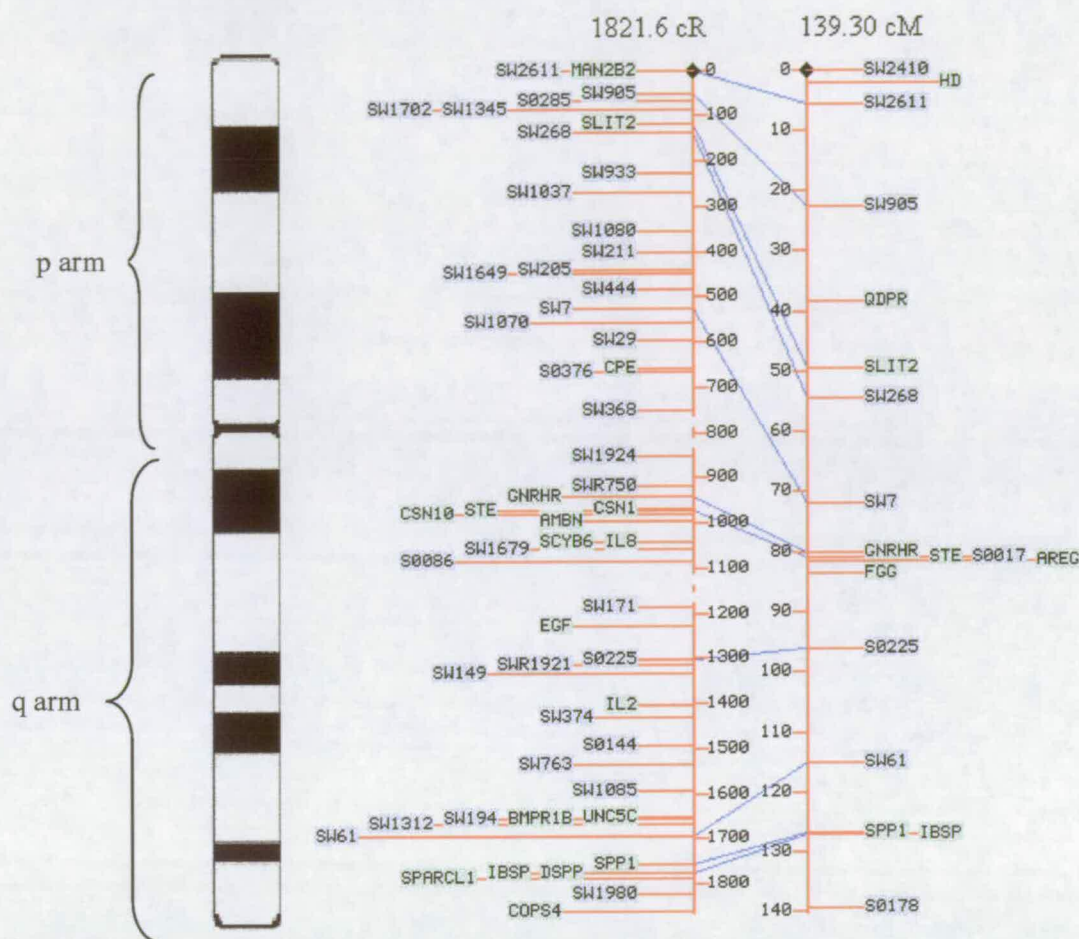 1821.6 cR 139.30 cM
SW2611 MAN2B2 0 0 SW2410
HD
SW905 SW2611
S0285
SW1702 SW1345 100
SLIT2 10
SW268
200
SW933
SW1037 20 SW905
300
SW1080 30
SW211 400
p arm
SW1649 SW205
SW444 500 QDPR
SW7 40
SW1070
SW29 600
S0376 CPE SLIT2
50
700
SW368 SW268
800 60
SW1924
900
SWR750 70
GNRHR SW7
CSN10 STE CSN1
AMBN 1000
SCYB6 IL8 80 GNRHR
SW1679 STE S0017 AREG
S0086 1100 FGG
SW171 1200 90
EGF
S0225 1300 S0225
SWR1921
SW149 100
q arm
IL2 1400
SW374
S0144 1500 110
SW763 SW61
SW1085 1600 120
SW1312 SW194 BMPR1B UNC5C
SW61 1700 SPP1 IBSP
130
SPP1
SPARCL1 IBSP DSPP 1800
SW1980
COPS4 140 S0178